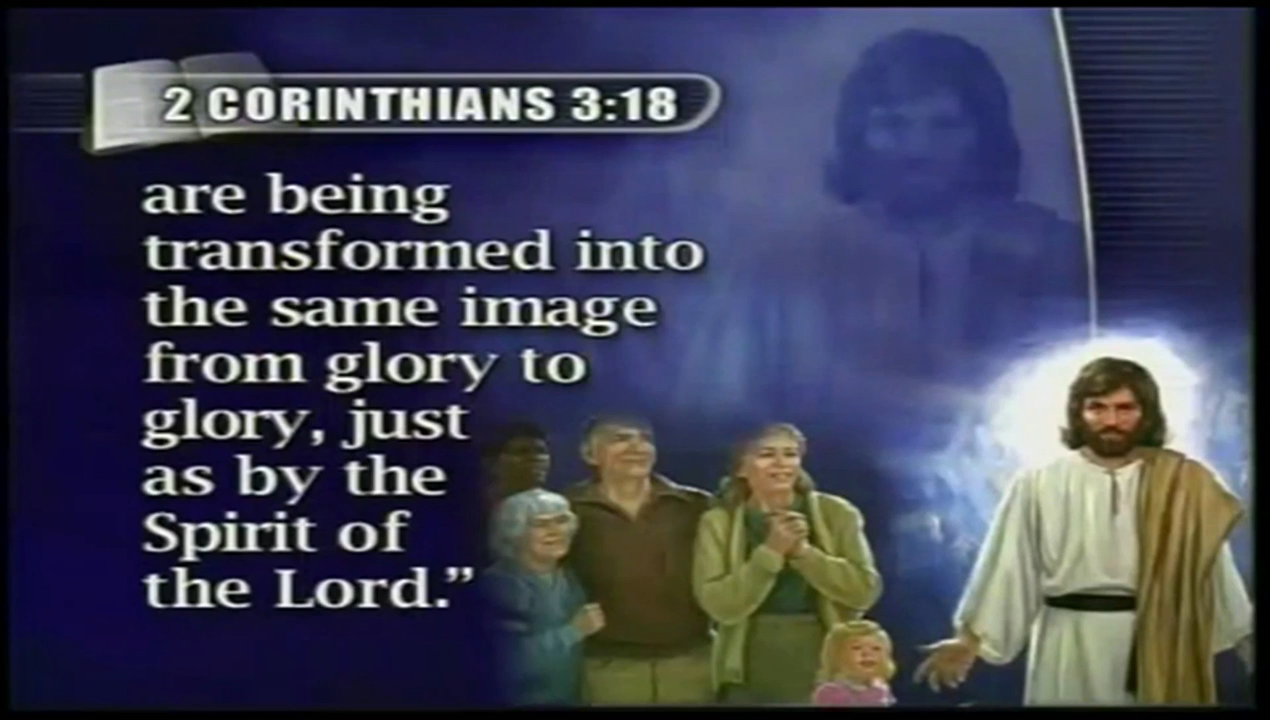 2 CORINTHIANS 3:18
are being
transformed into
the same image
from glory to
glory, just
as by the
Spirit of
the Lord.”